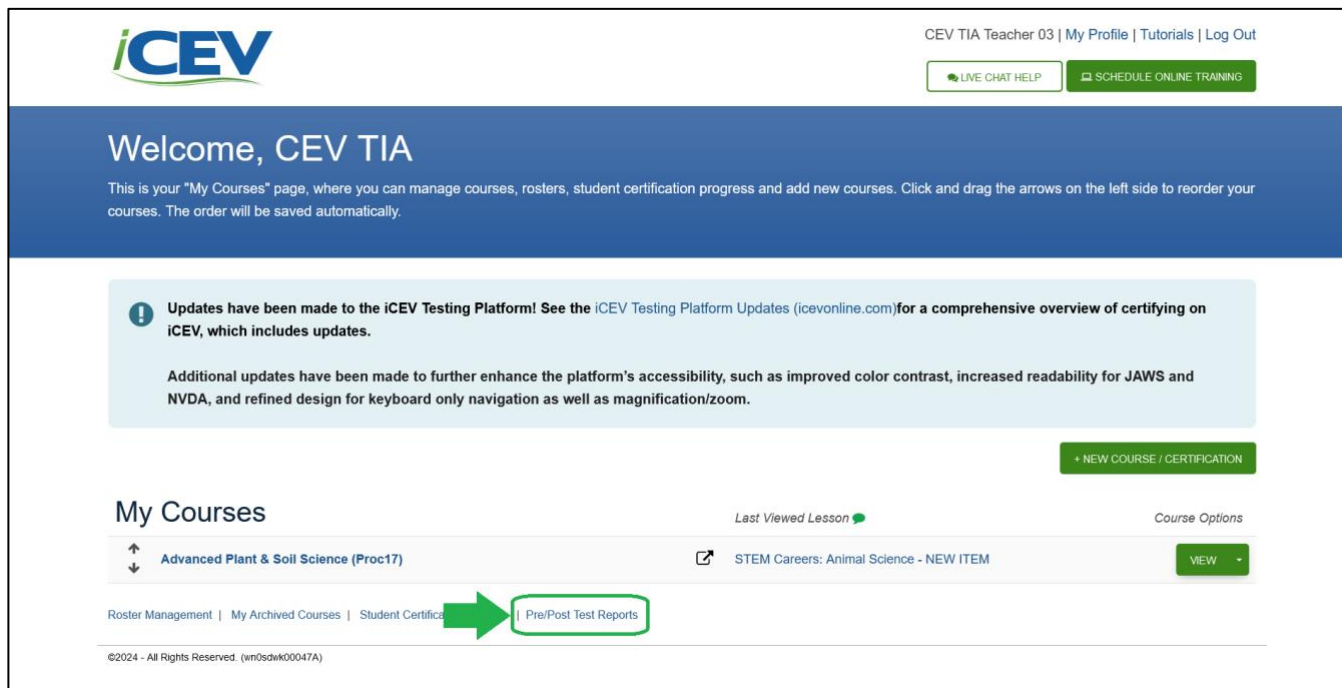 iCEV
CEV TIA Teacher 03 | My Profile | Tutorials | Log Out
LIVE CHAT HELP
SCHEDULE ONLINE TRAINING
Welcome, CEV TIA
This is your "My Courses" page, where you can manage courses, rosters, student certification progress and add new courses. Click and drag the arrows on the left side to reorder your
courses. The order will be saved automatically.
Updates have been made to the iCEV Testing Platform! See the iCEV Testing Platform Updates (icevonline.com)for a comprehensive overview of certifying on
iCEV, which includes updates.
Additional updates have been made to further enhance the platform's accessibility, such as improved color contrast, increased readability for JAWS and
NVDA, and refined design for keyboard only navigation as well as magnification/zoom.
+ NEW COURSE / CERTIFICATION
My Courses
Last Viewed Lesson
Course Options
Advanced Plant & Soil Science (Proc17)
STEM Careers: Animal Science - NEW ITEM
VIEW
Roster Management | My Archived Courses | Student Certifica | Pre/Post Test Reports
©2024 - All Rights Reserved. (wn0sdwk00047A)